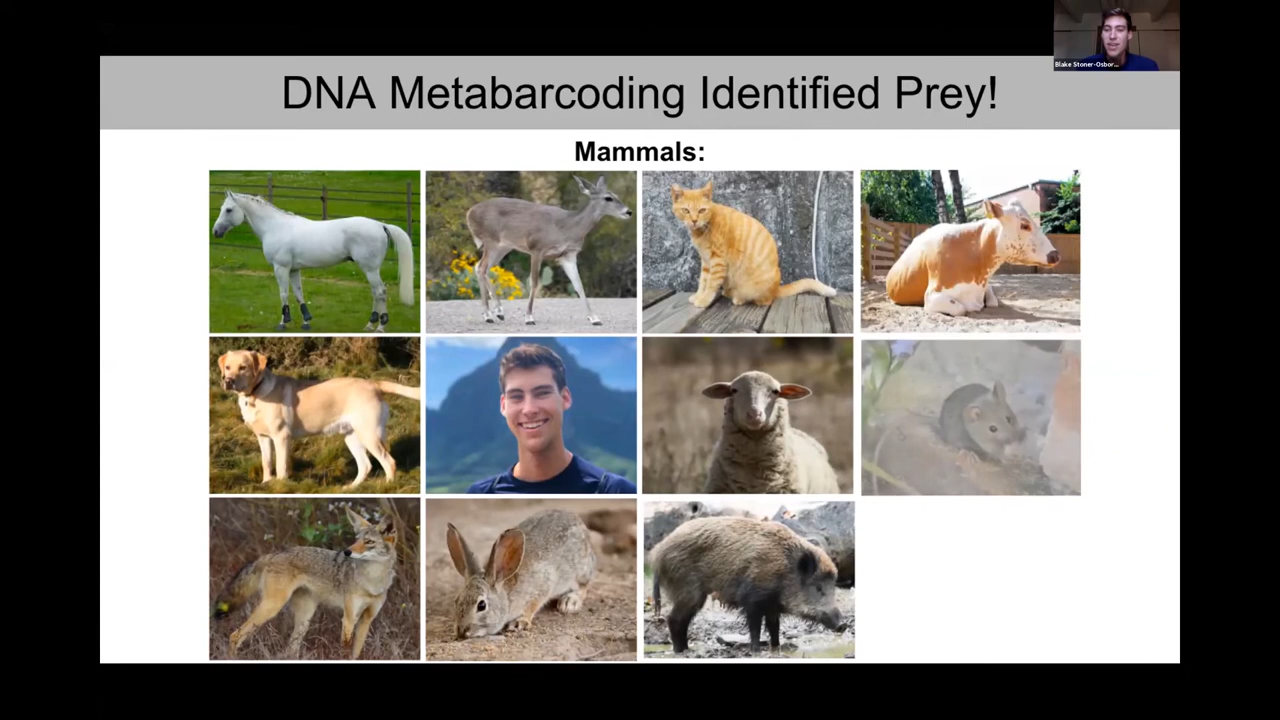 Blake Stoner-Osbor...
DNA Metabarcoding Identified Prey!
Mammals: